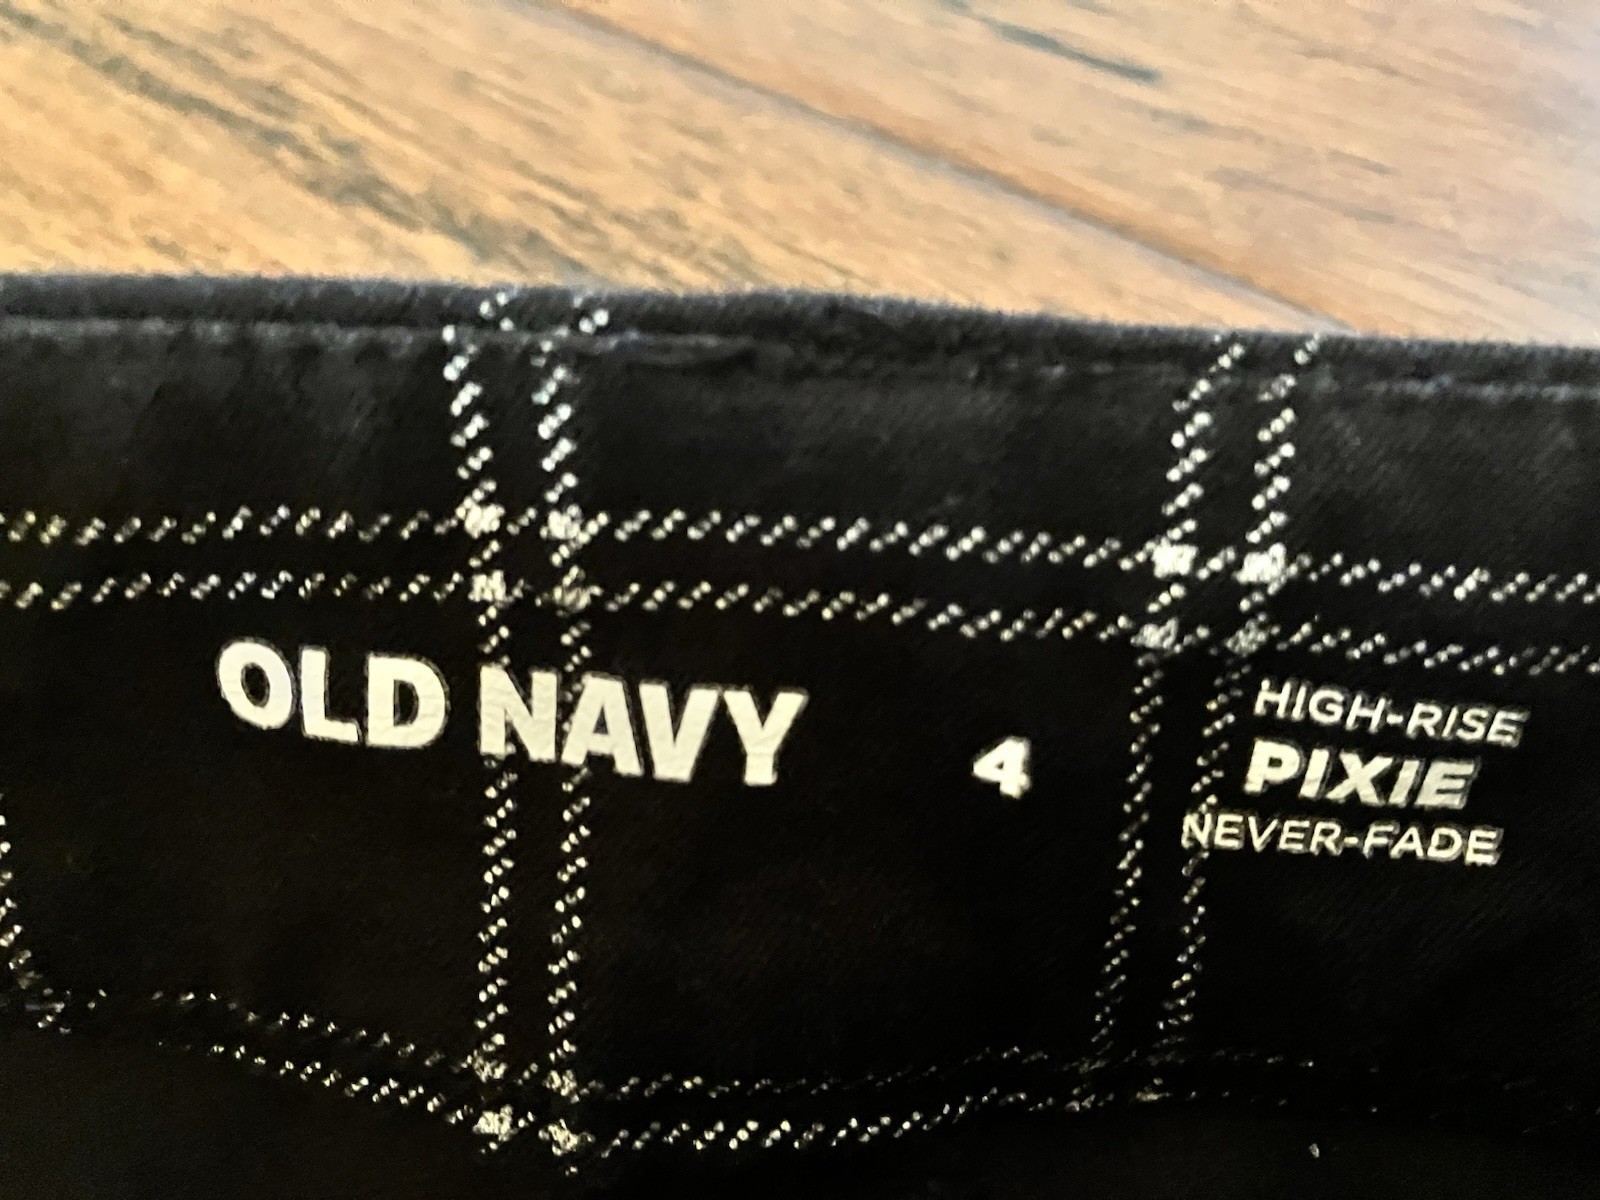 OLD NAVY
4
HIGH-RISE
PIXIE
NEVER-FADE